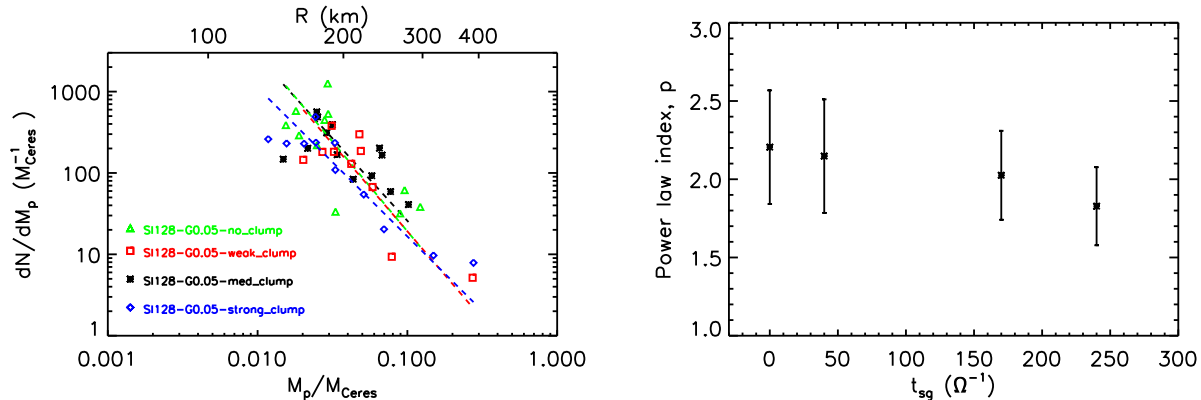 R (km)
100 200 300 400
1000
100
10
1
dN/dMp (M⁻¹Ceres)
SI128-G0.05-no_clump
SI128-G0.05-weak_clump
SI128-G0.05-med_clump
SI128-G0.05-strong_clump
0.001 0.010 0.100 1.000
Mp/MCeres
3.0
2.5
2.0
1.5
1.0
Power law index, p
0 50 100 150 200 250 300
tsg (Ω⁻¹)